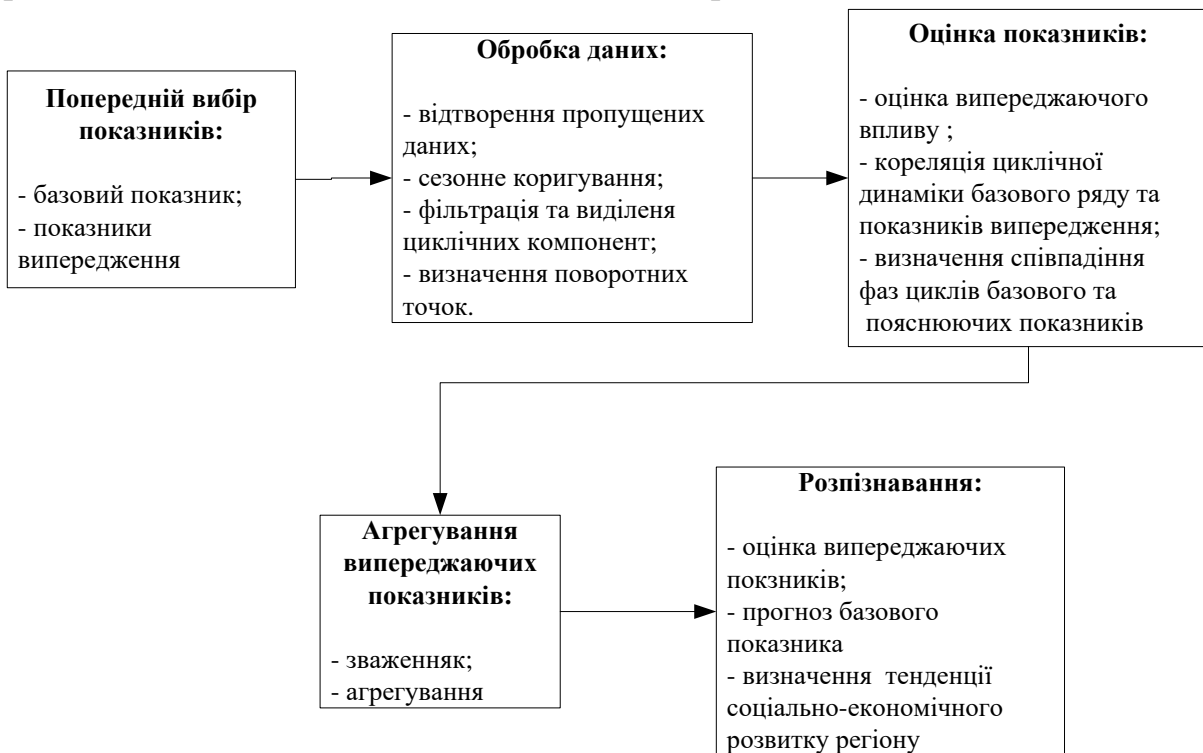 Попередній вибір
показників:
- базовий показник;
- показники
випередження
Обробка даних:
- відтворення пропущених
даних;
- сезонне коригування;
- фільтрація та виділеня
циклічних компонент;
- визначення поворотних
точок.
Оцінка показників:
- оцінка випереджаючого
впливу ;
- кореляція циклічної
динаміки базового ряду та
показників випередження;
- визначення співпадіння
фаз циклів базового та
пояснюючих показників
Агрегування
випереджаючих
показників:
- зваженняк;
- агрегування
Розпізнавання:
- оцінка випереджаючих
покзників;
- прогноз базового
показника
- визначення тенденції
соціально-економічного
розвитку регіону